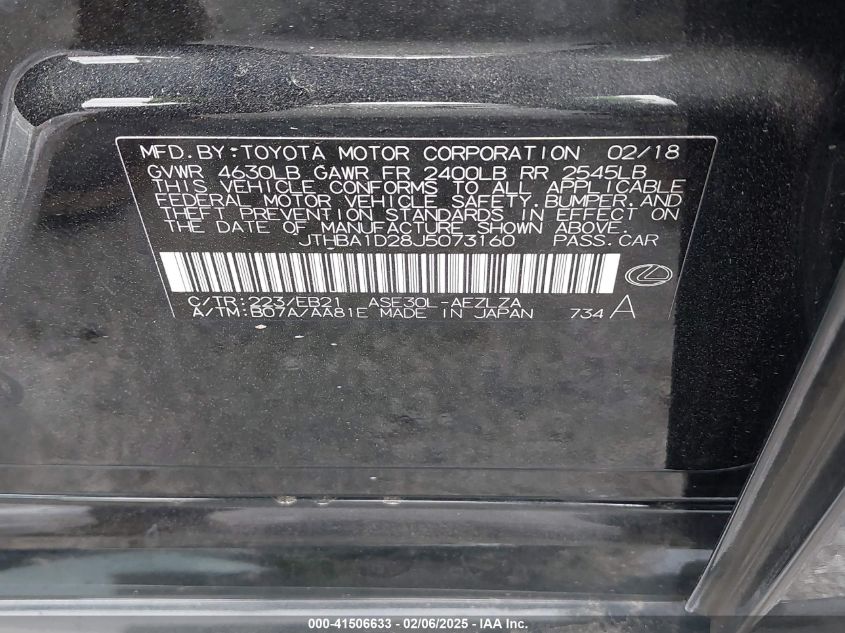 MFD.BY:TOYOTA MOTOR CORPORATION 02/18
GVWR 4630LB GAWR FR 2400LB RR 2545LB
THIS VEHICLE CONFORMS TO ALL APPLICABLE
FEDERAL MOTOR VEHICLE SAFETY,BUMPER,AND
THEFT PREVENTION STANDARDS IN EFFECT ON
THE DATE OF MANUFACTURE SHOWN ABOVE.
JTHBA1D28J5073160 PASS.CAR
C/TR:223/EB21 ASE30L-AEZLZA
A/TM:B07A/AA81E MADE IN JAPAN 734 A
000-41506633 - 02/06/2025 - IAA Inc.